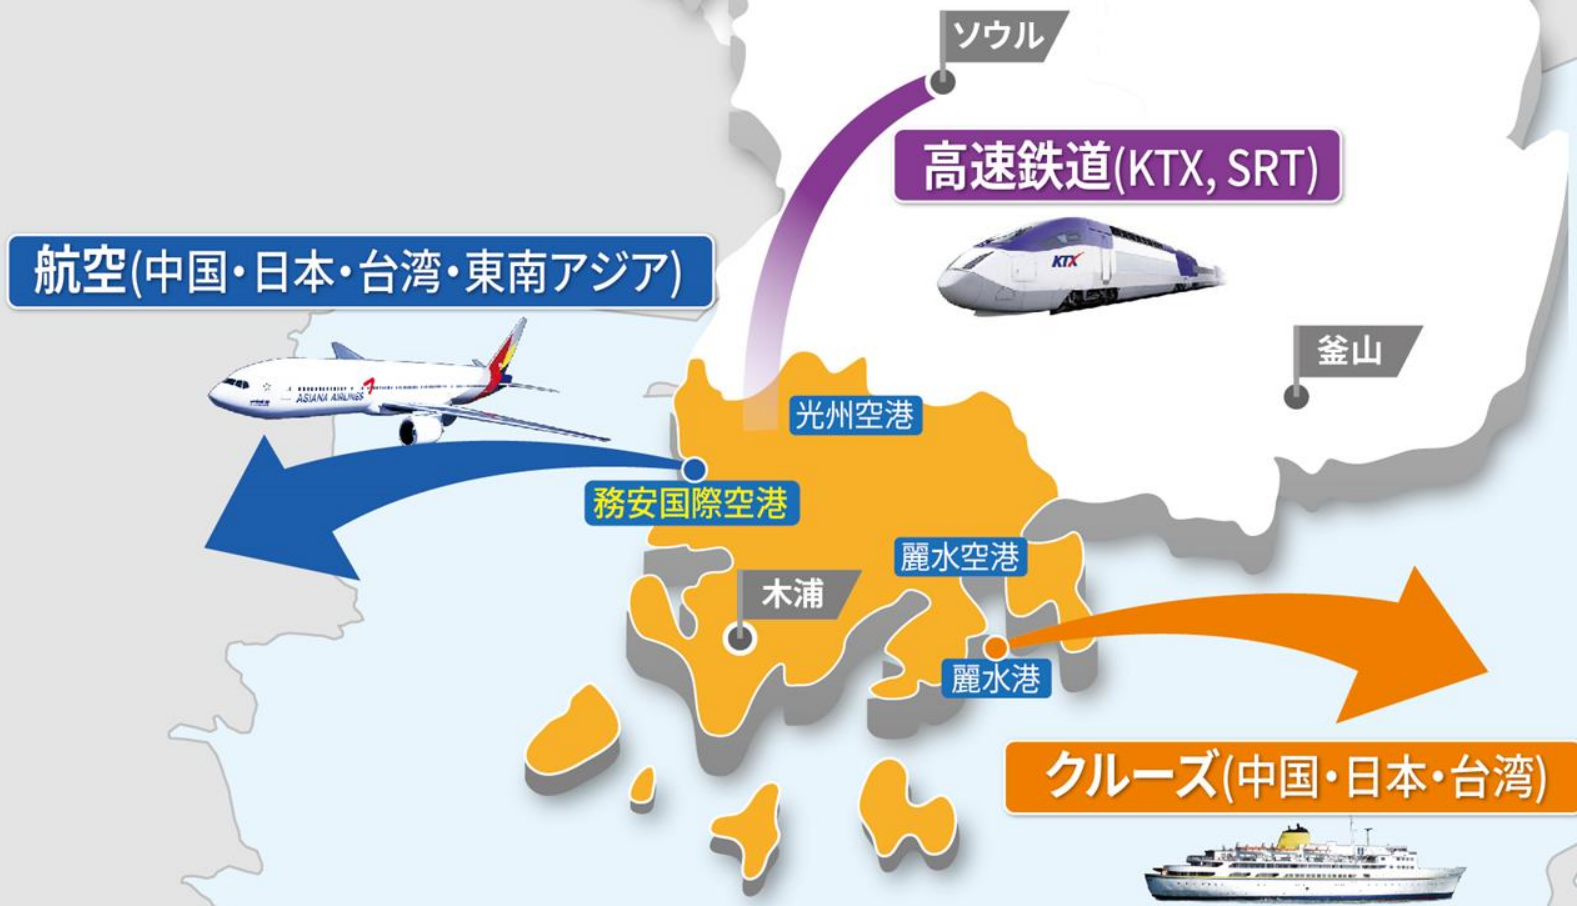 ソウル
高速鉄道(KTX, SRT)
KTX
航空(中国・日本・台湾・東南アジア)
ASIANA AIRLINES
釜山
光州空港
務安国際空港
麗水空港
木浦
麗水港
クルーズ(中国・日本・台湾)